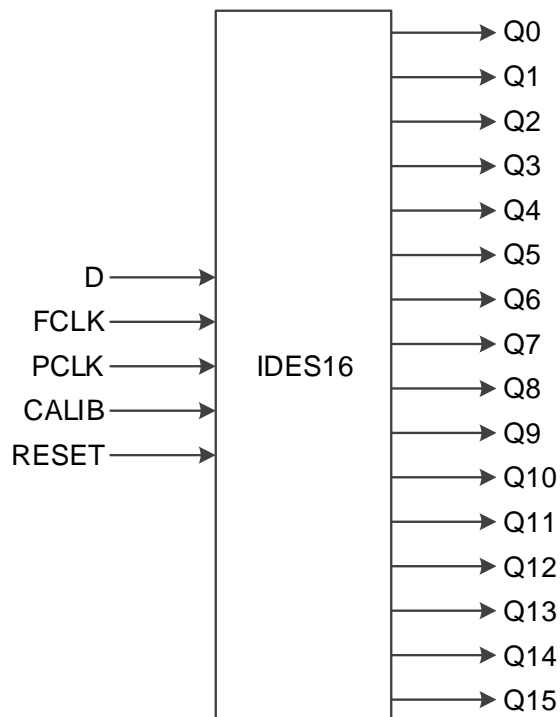 D
FCLK
PCLK
CALIB
RESET
IDES16
Q0
Q1
Q2
Q3
Q4
Q5
Q6
Q7
Q8
Q9
Q10
Q11
Q12
Q13
Q14
Q15